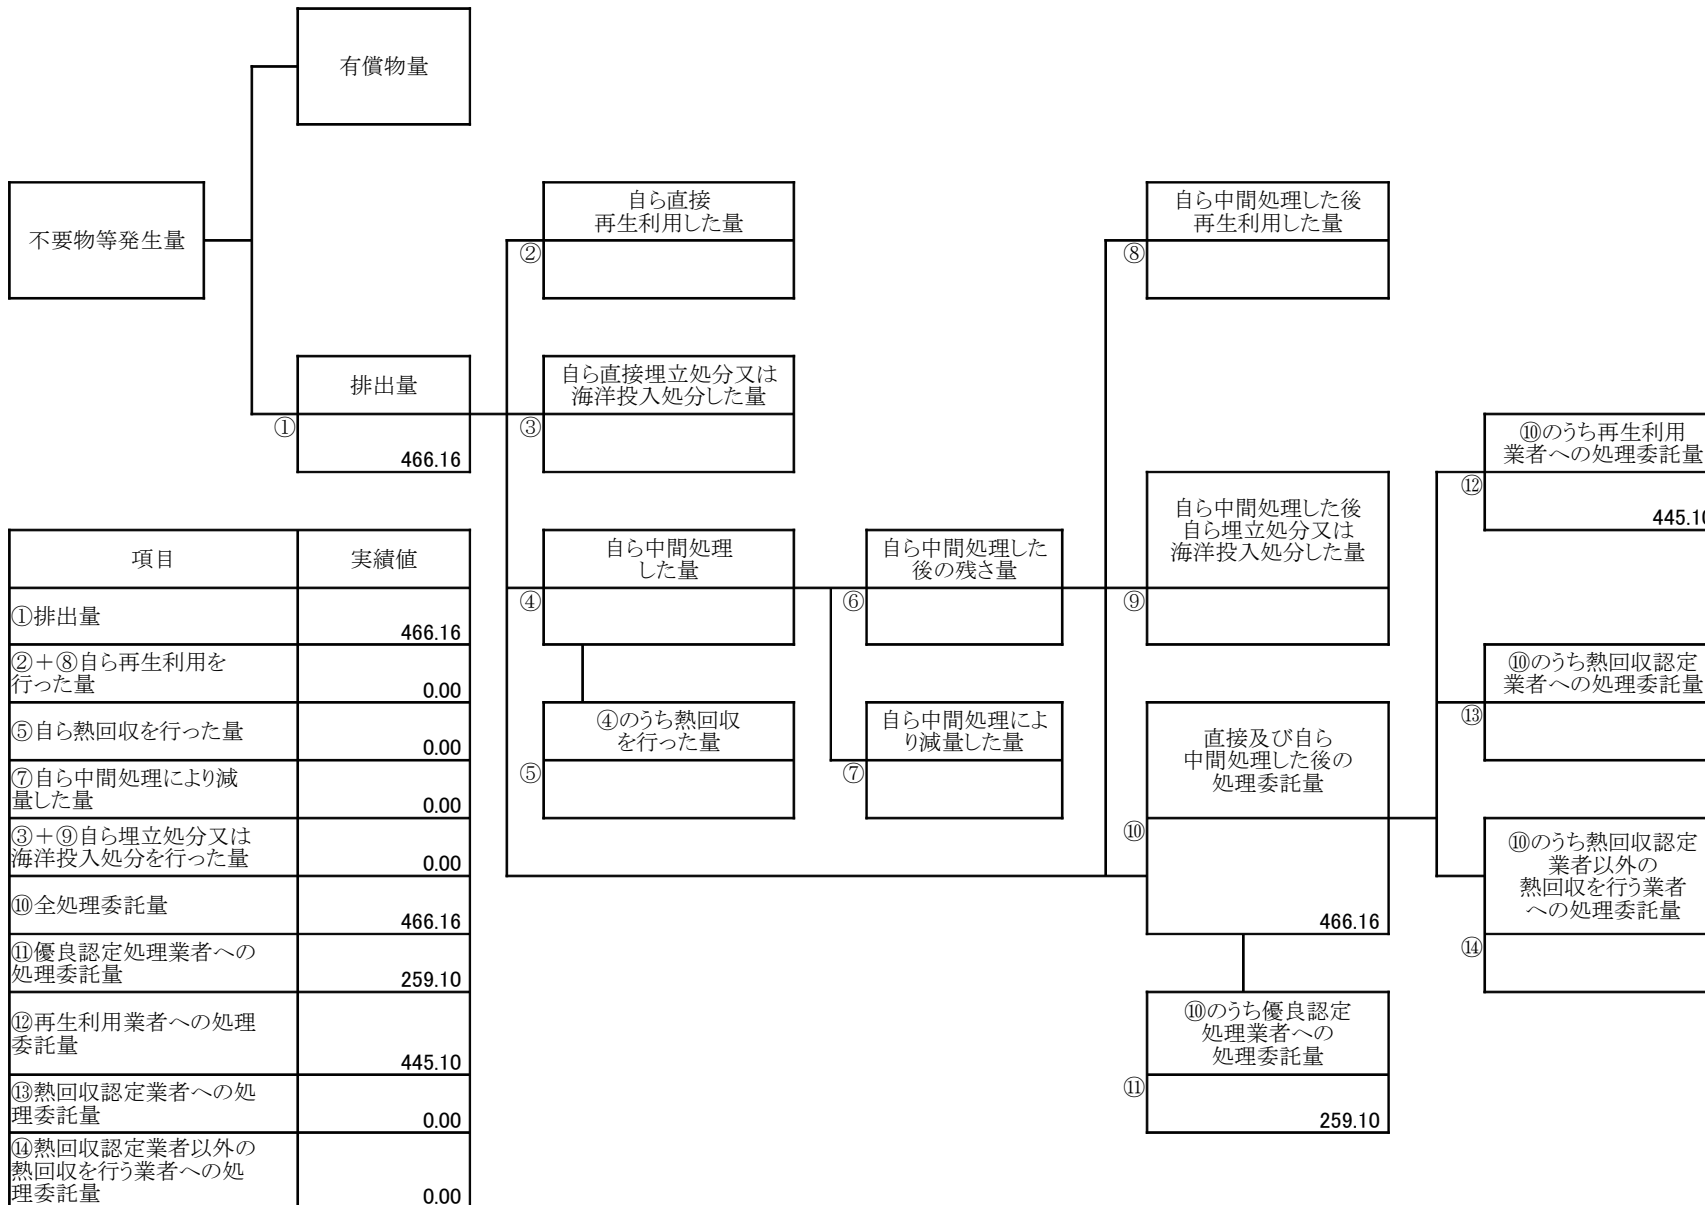 有償物量
不要物等発生量
自ら直接
再生利用した量
②
自ら中間処理した後
再生利用した量
⑧
排出量
①
466.16
自ら直接埋立処分又は
海洋投入処分した量
③
⑩のうち再生利用
業者への処理委託量
⑫
445.10
自ら中間処理
した量
④
自ら中間処理した
後の残さ量
⑥
自ら中間処理した後
自ら埋立処分又は
海洋投入処分した量
⑨
⑩のうち熱回収認定
業者への処理委託量
⑬
④のうち熱回収
を行った量
⑤
自ら中間処理によ
り減量した量
⑦
直接及び自ら
中間処理した後の
処理委託量
⑩
466.16
⑩のうち熱回収認定
業者以外の
熱回収を行う業者
への処理委託量
⑭
⑩のうち優良認定
処理業者への
処理委託量
⑪
259.10
項目 実績値
①排出量
466.16
②+⑧自ら再生利用を
行った量
0.00
⑤自ら熱回収を行った量
0.00
⑦自ら中間処理により減
量した量
0.00
③+⑨自ら埋立処分又は
海洋投入処分を行った量
0.00
⑩全処理委託量
466.16
⑪優良認定処理業者への
処理委託量
259.10
⑫再生利用業者への処理
委託量
445.10
⑬熱回収認定業者への処
理委託量
0.00
⑭熱回収認定業者以外の
熱回収を行う業者への処
理委託量
0.00